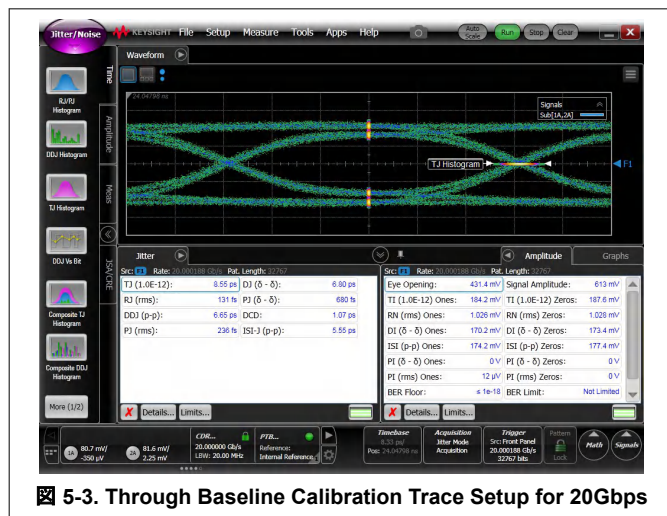 Jitter/Noise
KEYSIGHT File Setup Measure Tools Apps Help
Auto Scale Run Stop Clear
Waveform
Time
Amplitude
Meas
JSA/CRE
RJ/PJ
Histogram
DDJ Histogram
TJ Histogram
DDJ Vs Bit
Composite TJ
Histogram
Composite DDJ
Histogram
More (1/2)
24.04798 ns
Signals
Sub[1A,2A]
TJ Histogram
F1
Jitter
Src: F1 Rate: 20.000188 Gb/s Pat. Length: 32767
TJ (1.0E-12): 8.55 ps DJ (δ - δ): 6.80 ps
RJ (rms): 131 fs PJ (δ - δ): 680 fs
DDJ (p-p): 6.65 ps DCD: 1.07 ps
PJ (rms): 236 fs ISI-J (p-p): 5.55 ps
Details... Limits...
Amplitude Graphs
Src: F1 Rate: 20.000188 Gb/s Pat. Length: 32767
Eye Opening: 431.4 mV Signal Amplitude: 613 mV
TI (1.0E-12) Ones: 184.2 mV TI (1.0E-12) Zeros: 187.6 mV
RN (rms) Ones: 1.026 mV RN (rms) Zeros: 1.028 mV
DI (δ - δ) Ones: 170.2 mV DI (δ - δ) Zeros: 173.4 mV
ISI (p-p) Ones: 174.2 mV ISI (p-p) Zeros: 177.4 mV
PI (δ - δ) Ones: 0 V PI (δ - δ) Zeros: 0 V
PI (rms) Ones: 12 µV PI (rms) Zeros: 0 V
BER Floor: ≤ 1e-18 BER Limit: Not Limited
Details... Limits...
1A 80.7 mV/
-350 µV
2A 81.6 mV/
2.25 mV
CDR...
20.000000 Gb/s
LBW: 20.00 MHz
PTB...
Reference:
Internal Reference
Timebase
8.33 ps/
Pos: 24.04798 ns
Acquisition
Jitter Mode
Acquisition
Trigger
Src: Front Panel
20.000188 Gb/s
32767 bits
Pattern
Lock
Math
Signals
図 5-3. Through Baseline Calibration Trace Setup for 20Gbps